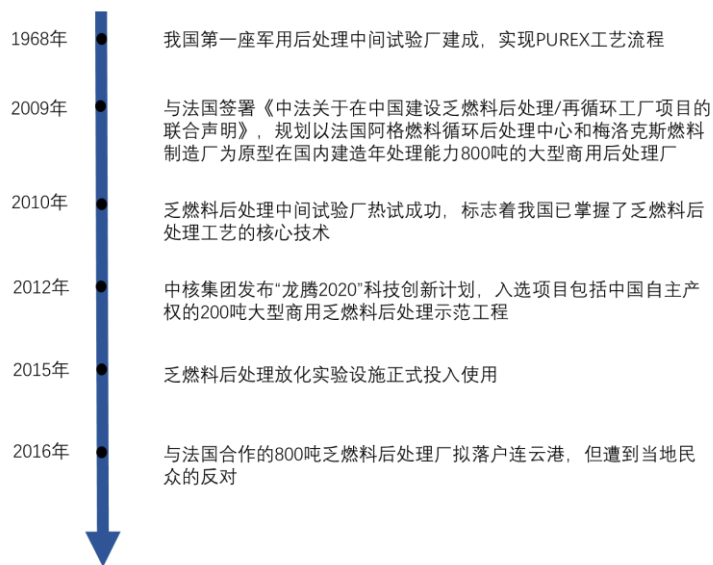 1968年
我国第一座军用后处理中间试验厂建成，实现PUREX工艺流程
2009年
与法国签署《中法关于在中国建设乏燃料后处理/再循环工厂项目的
联合声明》，规划以法国阿格燃料循环后处理中心和梅洛克斯燃料
制造厂为原型在国内建造年处理能力800吨的大型商用后处理厂
2010年
乏燃料后处理中间试验厂热试成功，标志着我国已掌握了乏燃料后
处理工艺的核心技术
2012年
中核集团发布“龙腾2020”科技创新计划，入选项目包括中国自主产
权的200吨大型商用乏燃料后处理示范工程
2015年
乏燃料后处理放化实验设施正式投入使用
2016年
与法国合作的800吨乏燃料后处理厂拟落户连云港，但遭到当地民
众的反对